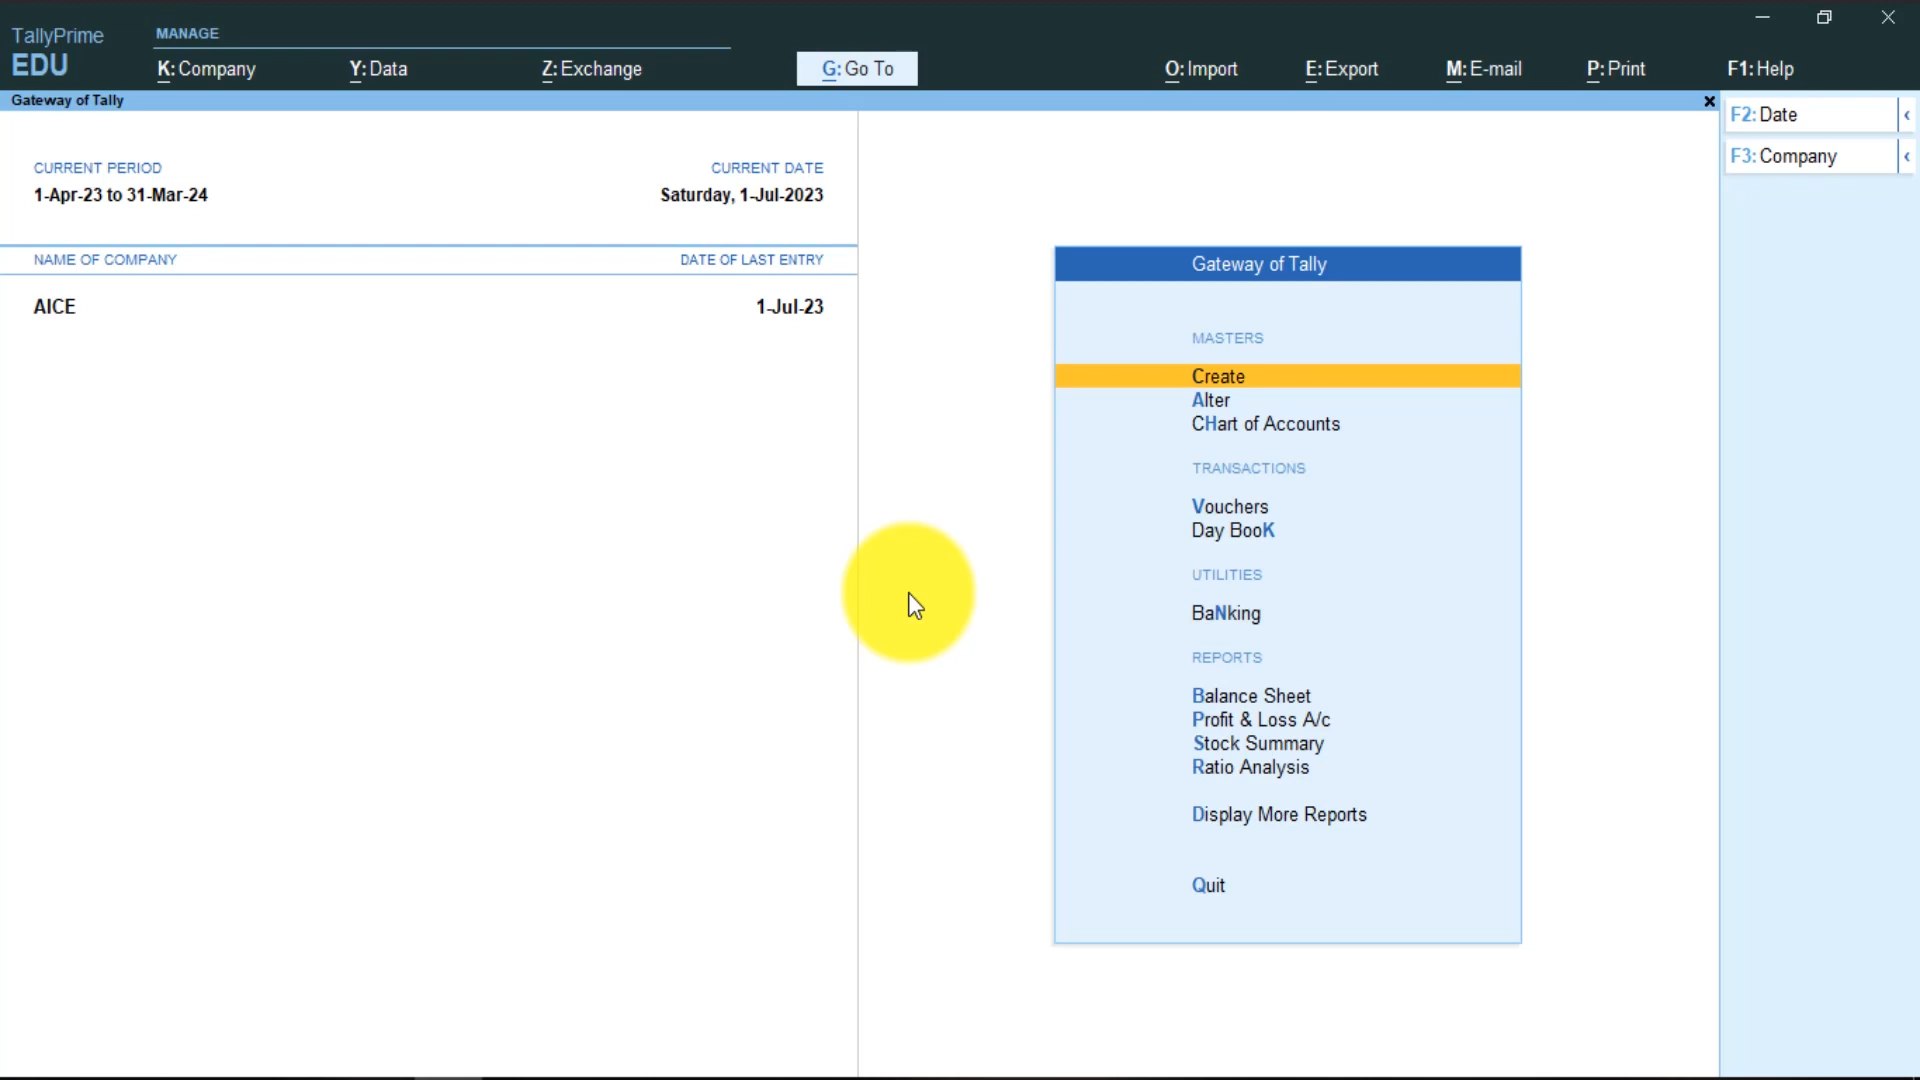 TallyPrime
EDU
MANAGE
K: Company
Y: Data
Z: Exchange
G: Go To
O: Import
E: Export
M: E-mail
P: Print
F1: Help
Gateway of Tally
F2: Date
F3: Company
CURRENT PERIOD
CURRENT DATE
1-Apr-23 to 31-Mar-24
Saturday, 1-Jul-2023
NAME OF COMPANY
DATE OF LAST ENTRY
AICE
1-Jul-23
Gateway of Tally
MASTERS
Create
Alter
CHart of Accounts
TRANSACTIONS
Vouchers
Day BooK
UTILITIES
BaNking
REPORTS
Balance Sheet
Profit & Loss A/c
Stock Summary
Ratio Analysis
Display More Reports
Quit